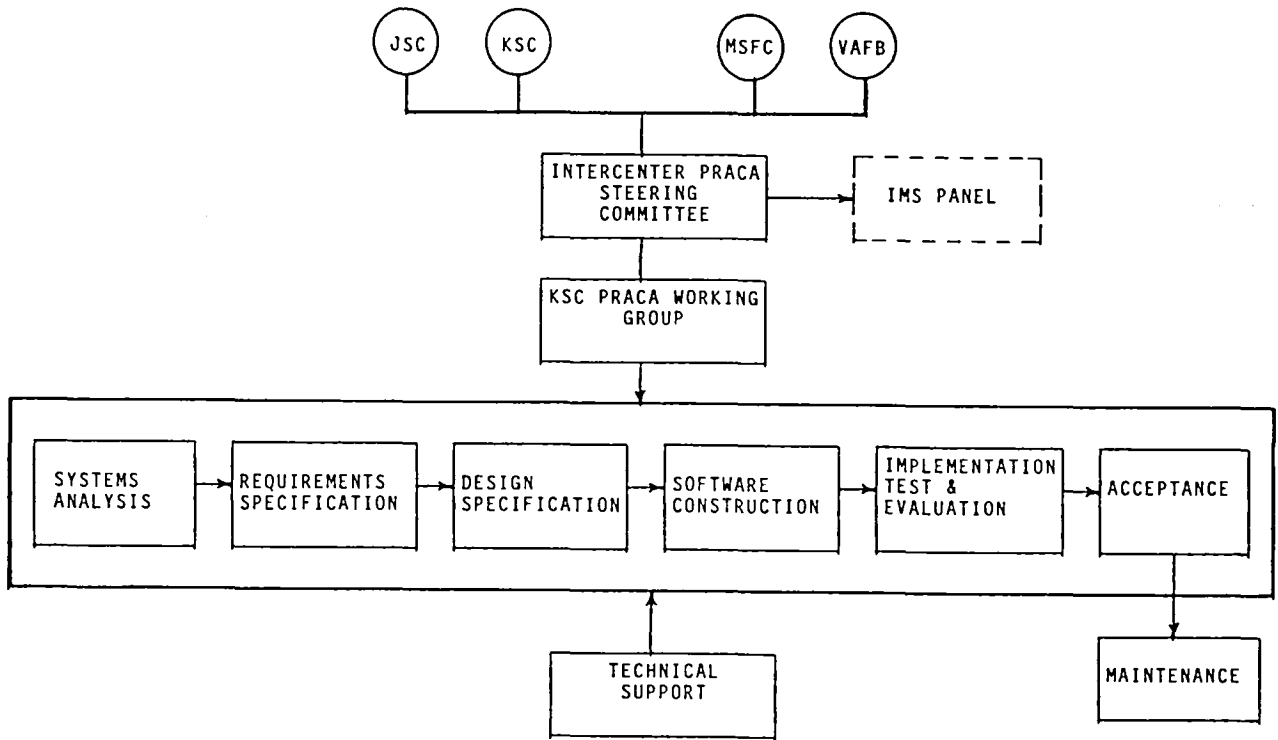 JSC
KSC
MSFC
VAFB
INTERCENTER PRACA
STEERING
COMMITTEE
IMS PANEL
KSC PRACA WORKING
GROUP
SYSTEMS
ANALYSIS
REQUIREMENTS
SPECIFICATION
DESIGN
SPECIFICATION
SOFTWARE
CONSTRUCTION
IMPLEMENTATION
TEST &
EVALUATION
ACCEPTANCE
TECHNICAL
SUPPORT
MAINTENANCE